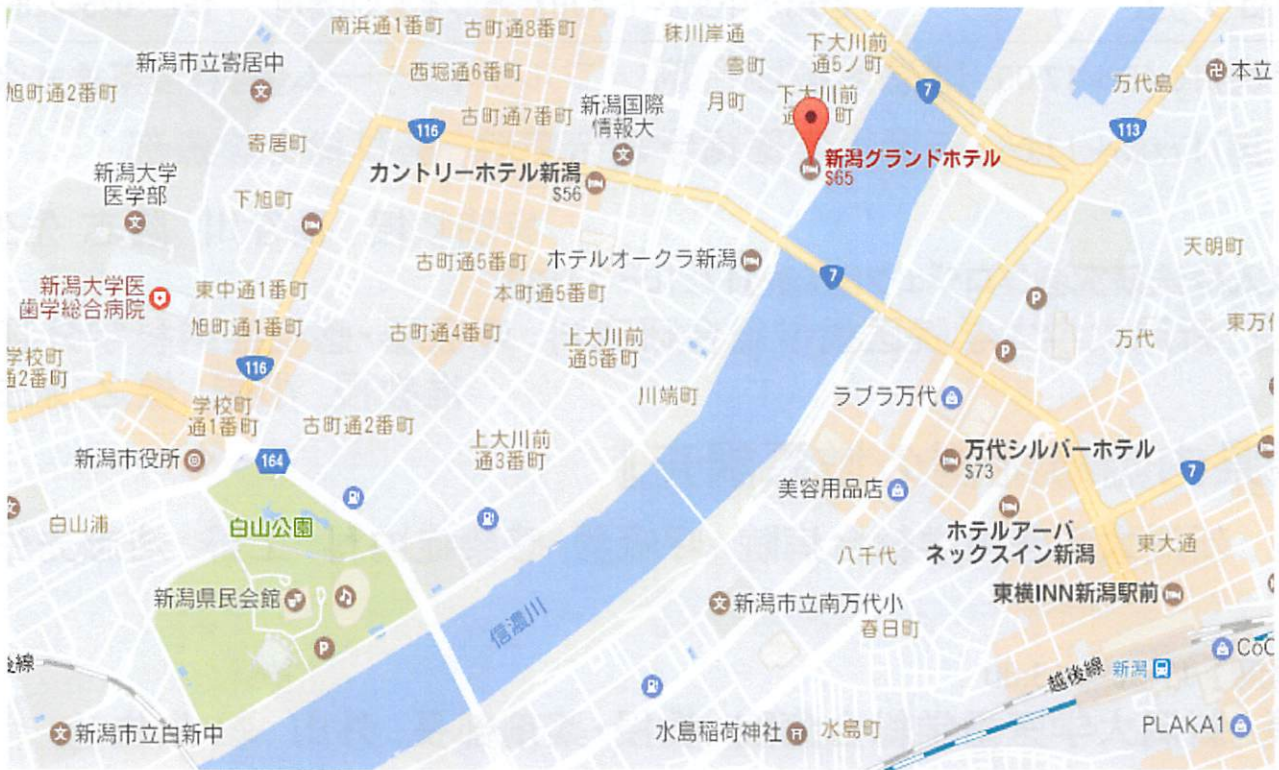 南浜通1番町
古町通8番町
秣川岸通
下大川前
通5ノ町
新潟市立寄居中
西堀通6番町
雪町
7
万代島
本立
旭町通2番町
古町通7番町
新潟国際
情報大
月町
下大川前
町
116
113
寄居町
新潟グランドホテル
$65
新潟大学
医学部
カントリーホテル新潟
$56
下旭町
天明町
古町通5番町
ホテルオークラ新潟
7
新潟大学医
歯学総合病院
東中通1番町
本町通5番町
P
旭町通1番町
古町通4番町
上大川前
通5番町
万代
東万代
学校町
通2番町
116
P
川端町
ラブラ万代
学校町
通1番町
古町通2番町
上大川前
通3番町
新潟市役所
164
万代シルバーホテル
$73
7
美容用品店
白山浦
白山公園
ホテルアーバ
ネックスイン新潟
東大通
八千代
新潟県民会館
東横INN新潟駅前
新潟市立南万代小
春日町
信濃川
P
後線
越後線
新潟
CoC
新潟市立白新中
水島稲荷神社
水島町
PLAKA1